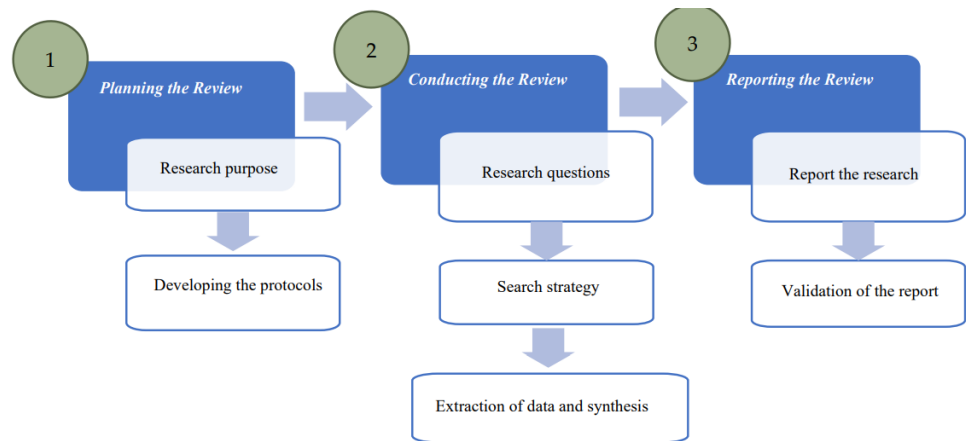 1
Planning the Review
Research purpose
Developing the protocols
2
Conducting the Review
Research questions
Search strategy
Extraction of data and synthesis
3
Reporting the Review
Report the research
Validation of the report